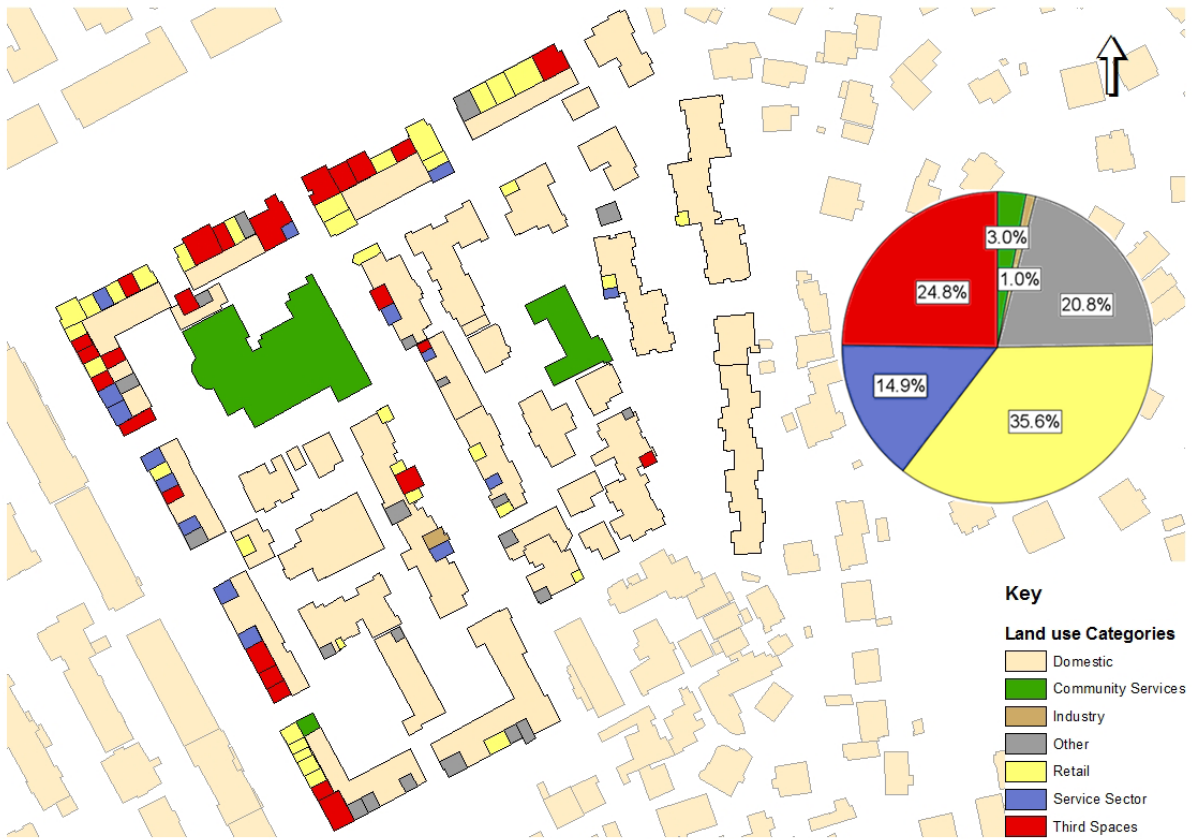 3.0%
1.0%
24.8%
20.8%
14.9%
35.6%
Key
Land use Categories
Domestic
Community Services
Industry
Other
Retail
Service Sector
Third Spaces